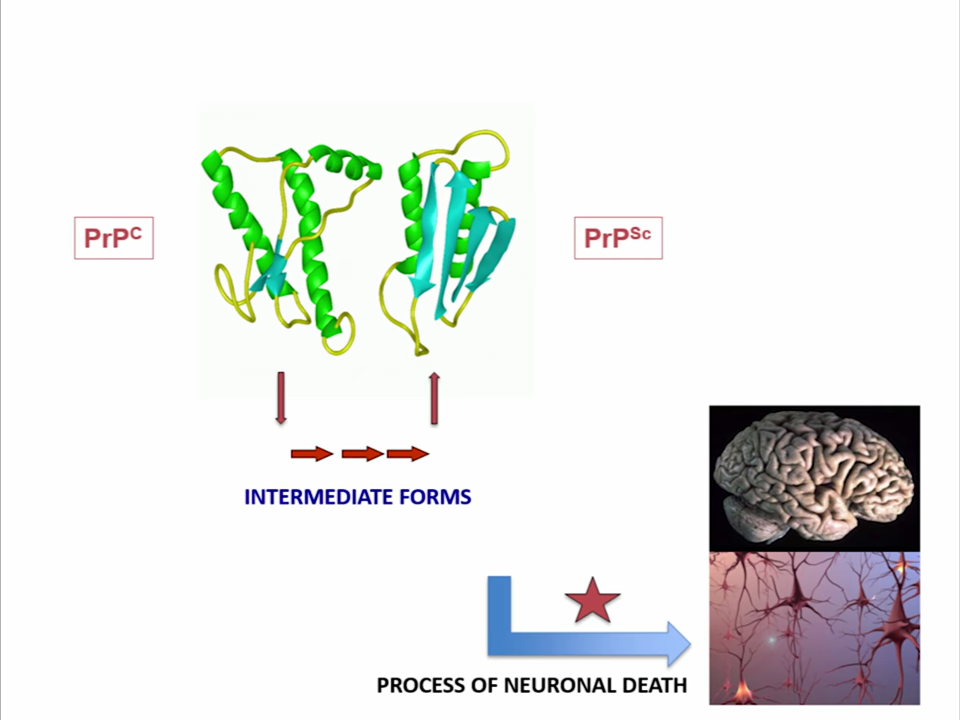 PrPC
PrPSc
INTERMEDIATE FORMS
PROCESS OF NEURONAL DEATH